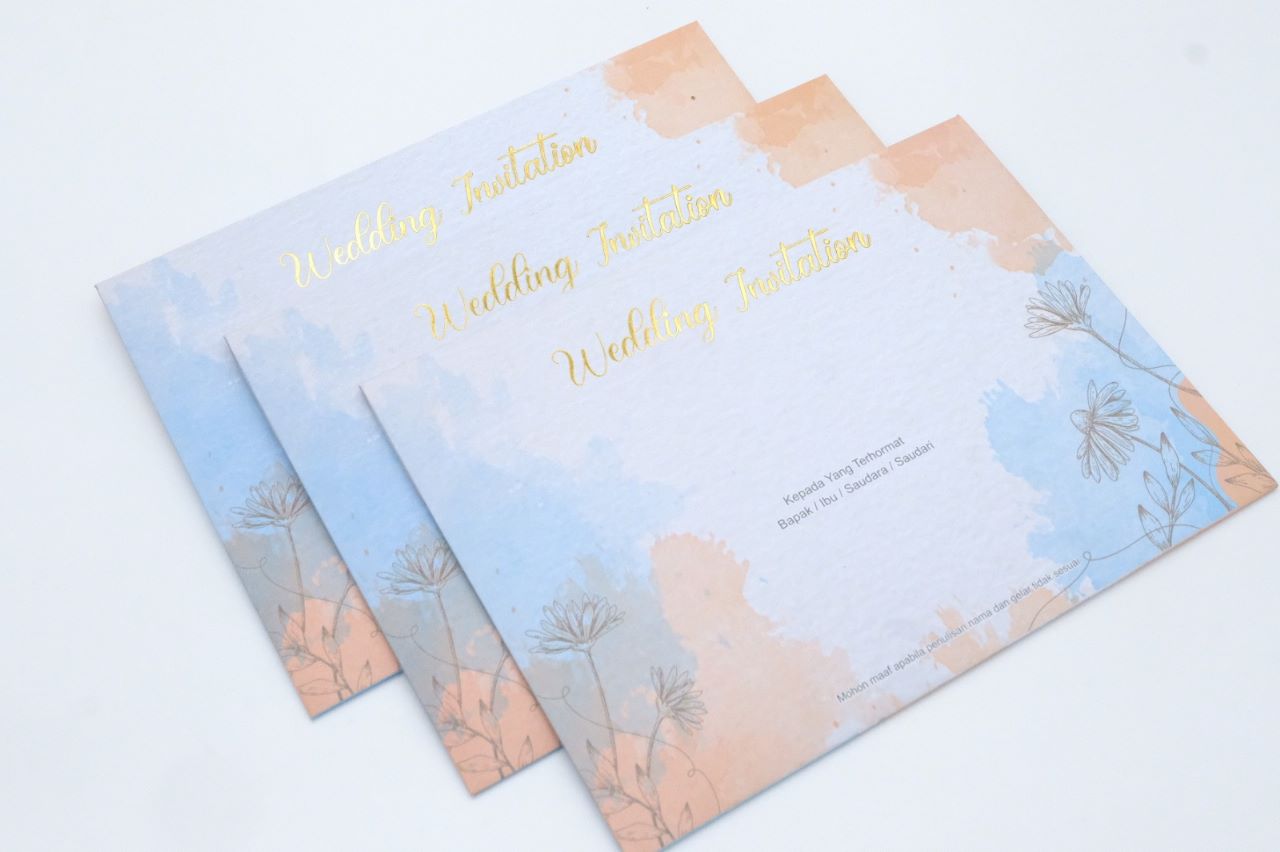 Wedding Invitation
Wedding Invitation
Wedding Invitation
Kepada Yang Terhormat
Bapak / Ibu / Saudara / Saudari
Mohon maaf apabila penulisan nama dan gelar tidak sesuai